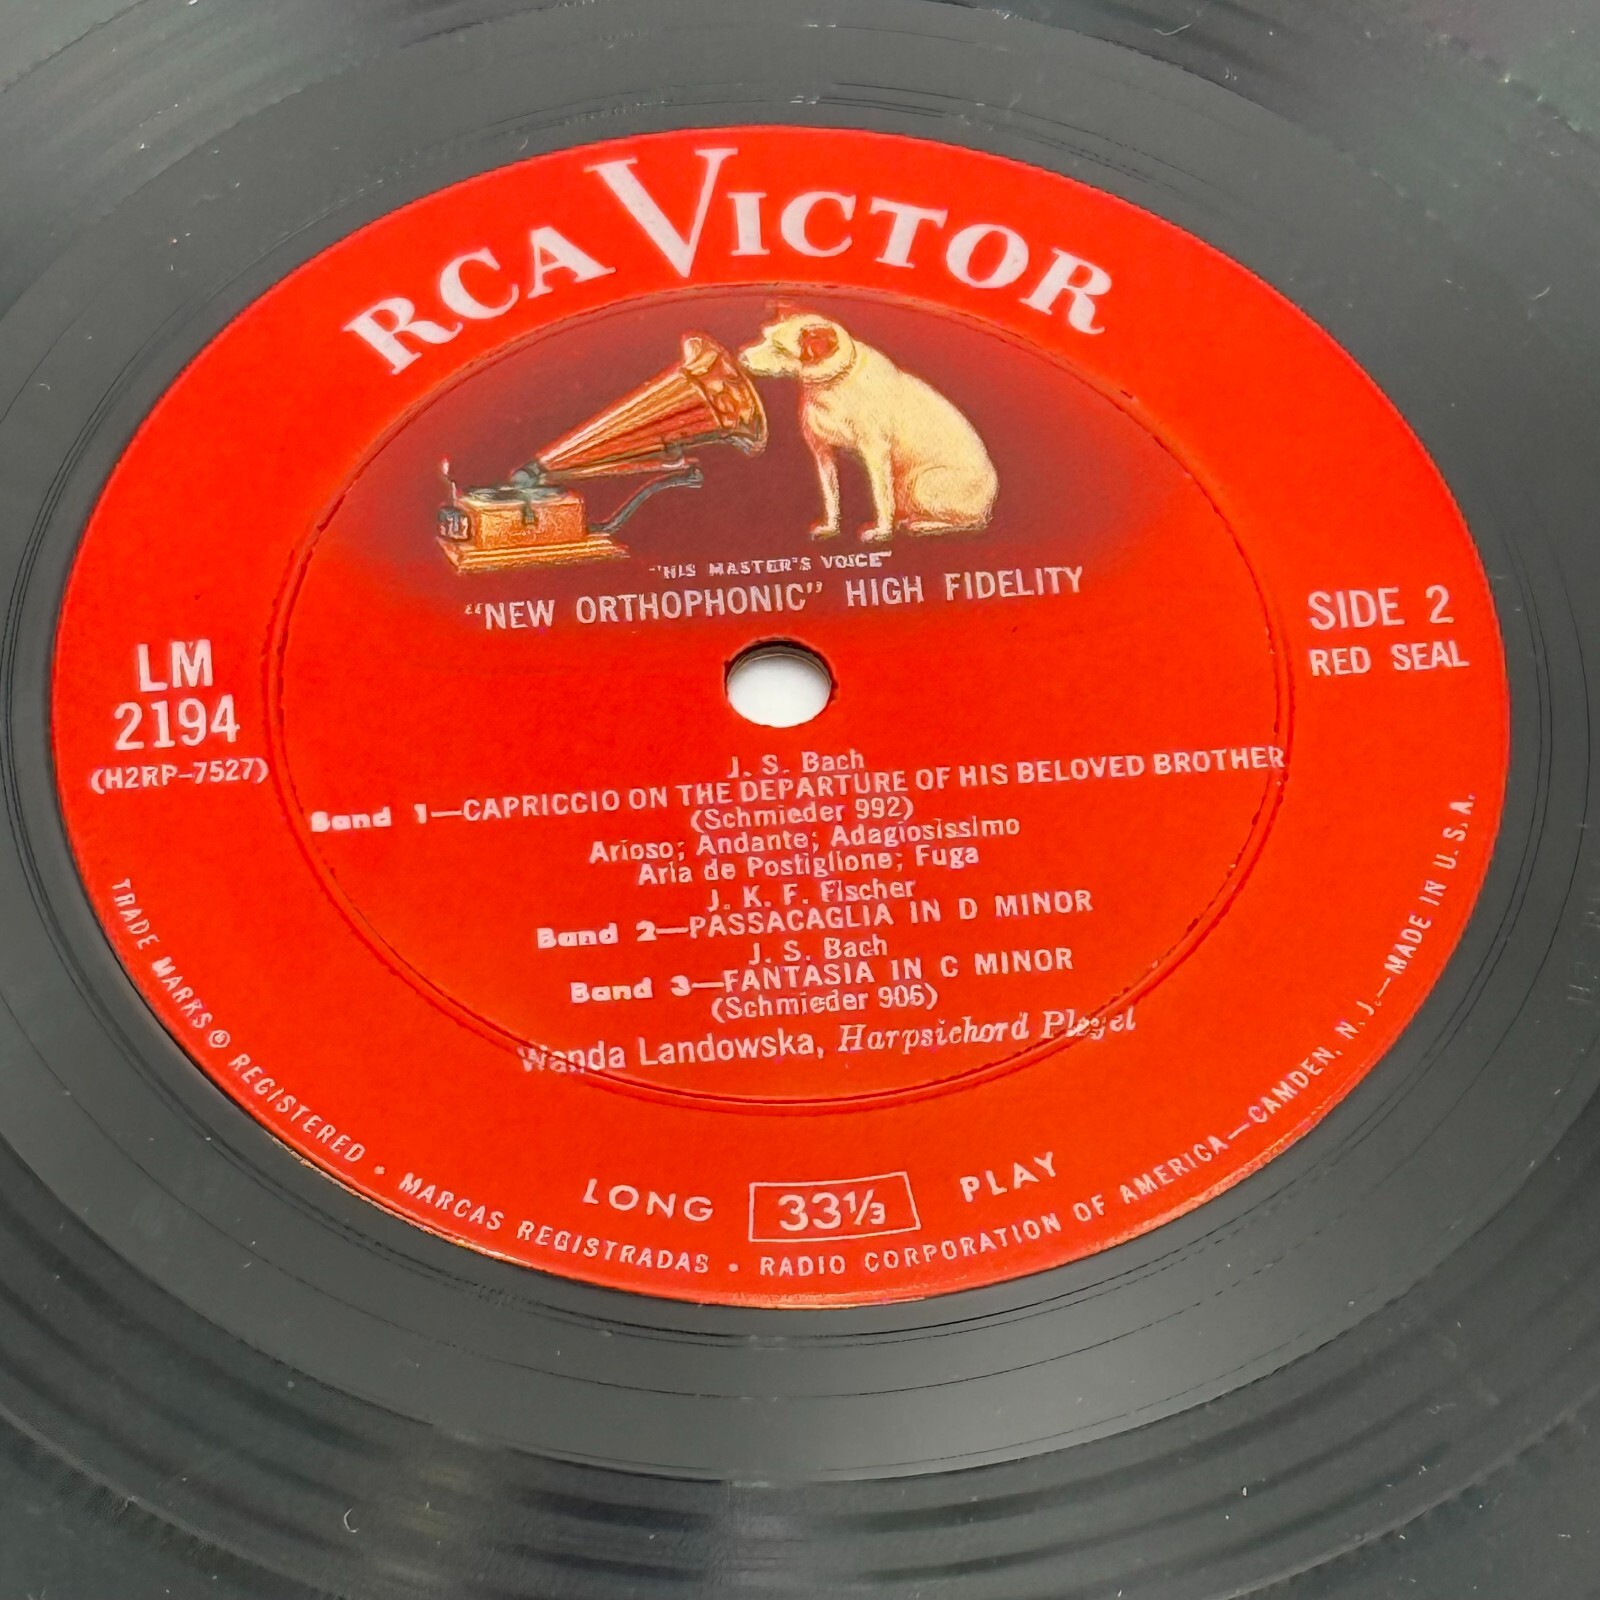 RCA VICTOR
"HIS MASTER'S VOICE"
"NEW ORTHOPHONIC" HIGH FIDELITY
LM
2194
(H2RP-7527)
SIDE 2
RED SEAL
J. S. Bach
Band 1—CAPRICCIO ON THE DEPARTURE OF HIS BELOVED BROTHER
(Schmieder 992)
Arioso; Andante; Adagiosissimo
Aria de Postiglione; Fuga
J. K. F. Fischer
Band 2—PASSACAGLIA IN D MINOR
J. S. Bach
Band 3—FANTASIA IN C MINOR
(Schmieder 906)
Wanda Landowska, Harpsichord Pleyel
LONG 33⅓ PLAY
TRADE MARKS ® REGISTERED • MARCAS REGISTRADAS • RADIO CORPORATION OF AMERICA—CAMDEN, N. J.—MADE IN U. S. A.